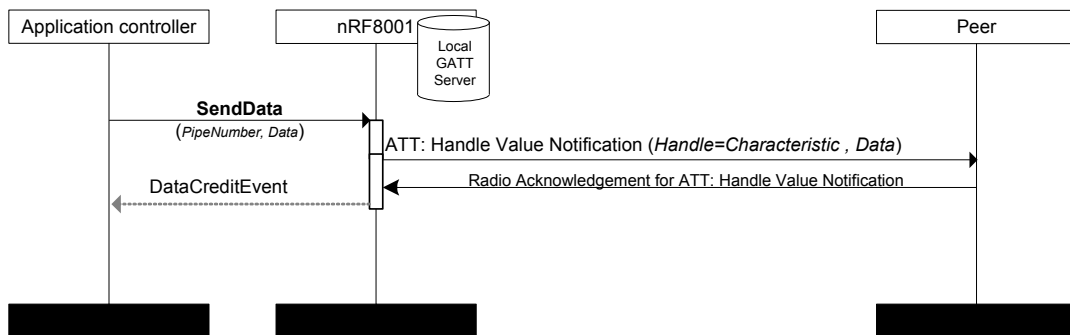 Application controller
nRF8001
Peer
Local
GATT
Server
SendData
(PipeNumber, Data)
ATT: Handle Value Notification (Handle=Characteristic , Data)
Radio Acknowledgement for ATT: Handle Value Notification
DataCreditEvent